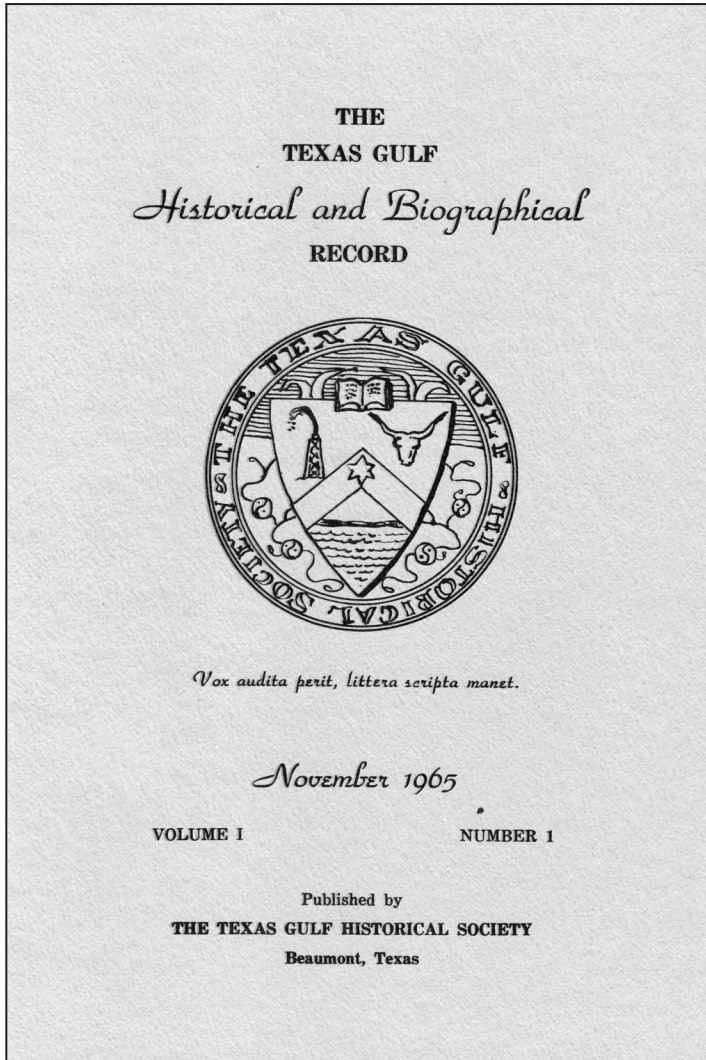 THE
TEXAS GULF
Historical and Biographical
RECORD
THE TEXAS GULF HISTORICAL SOCIETY
Vox audita perit, littera scripta manet.
November 1965
VOLUME I NUMBER 1
Published by
THE TEXAS GULF HISTORICAL SOCIETY
Beaumont, Texas